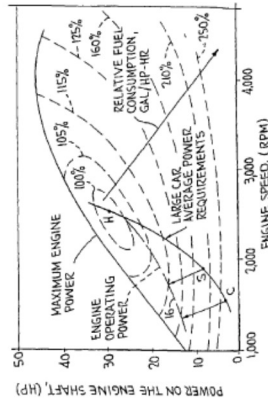 POWER ON THE ENGINE SHAFT, (HP)
50
40
30
20
10
0
1,000
2,000
3,000
4,000
ENGINE SPEED, (RPM)
MAXIMUM ENGINE
POWER
ENGINE
OPERATING
POWER
100%
105%
115%
125%
160%
RELATIVE FUEL
CONSUMPTION,
GAL/HP-HR
210%
250%
LARGE CAR
AVERAGE POWER
REQUIREMENTS
H
16
S
C